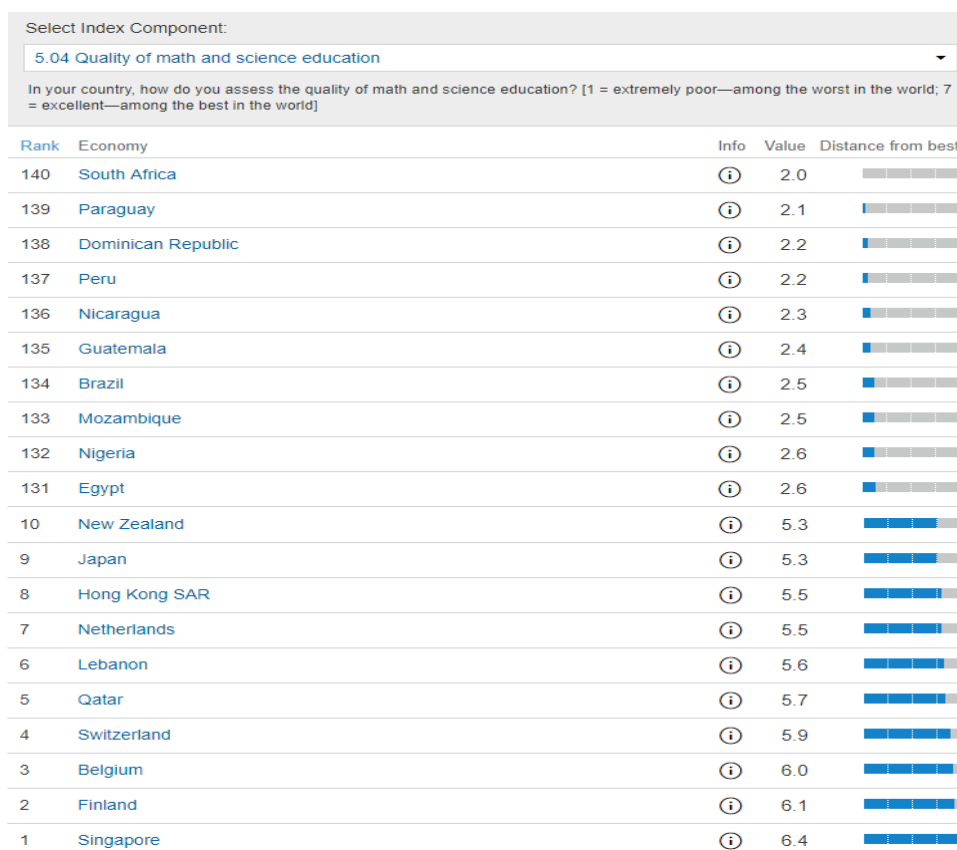 Select Index Component:
5.04 Quality of math and science education
In your country, how do you assess the quality of math and science education? [1 = extremely poor—among the worst in the world; 7
= excellent—among the best in the world]
Rank Economy Info Value Distance from best
140 South Africa 2.0
139 Paraguay 2.1
138 Dominican Republic 2.2
137 Peru 2.2
136 Nicaragua 2.3
135 Guatemala 2.4
134 Brazil 2.5
133 Mozambique 2.5
132 Nigeria 2.6
131 Egypt 2.6
10 New Zealand 5.3
9 Japan 5.3
8 Hong Kong SAR 5.5
7 Netherlands 5.5
6 Lebanon 5.6
5 Qatar 5.7
4 Switzerland 5.9
3 Belgium 6.0
2 Finland 6.1
1 Singapore 6.4